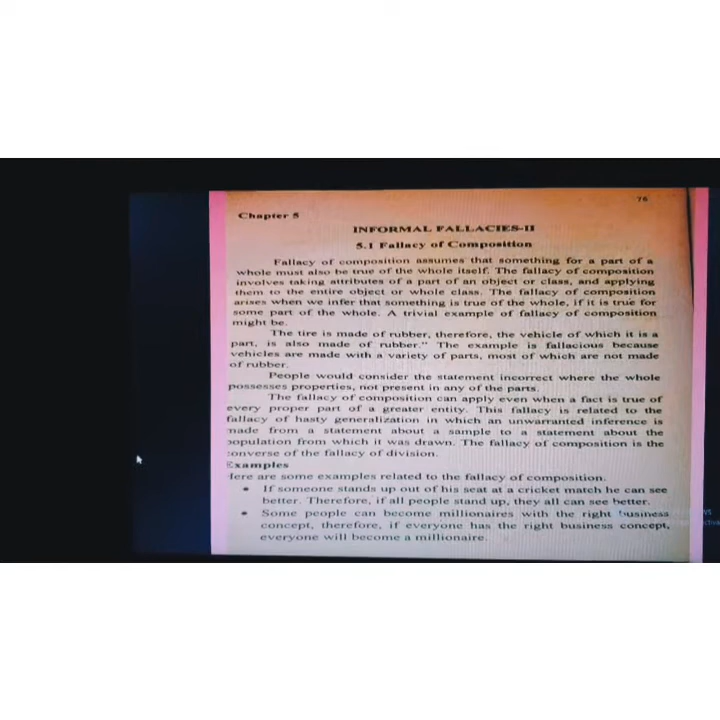 76
Chapter 5
INFORMAL FALLACIES-II
5.1 Fallacy of Composition
Fallacy of composition assumes that something for a part of a
whole must also be true of the whole itself. The fallacy of composition
involves taking attributes of a part of an object or class, and applying
them to the entire object or whole class. The fallacy of composition
arises when we infer that something is true of the whole, if it is true for
some part of the whole. A trivial example of fallacy of composition
might be.
The tire is made of rubber, therefore, the vehicle of which it is a
part, is also made of rubber." The example is fallacious because
vehicles are made with a variety of parts, most of which are not made
of rubber.
People would consider the statement incorrect where the whole
possesses properties, not present in any of the parts.
The fallacy of composition can apply even when a fact is true of
every proper part of a greater entity. This fallacy is related to the
fallacy of hasty generalization in which an unwarranted inference is
made from a statement about a sample to a statement about the
population from which it was drawn. The fallacy of composition is the
converse of the fallacy of division.
Examples
Here are some examples related to the fallacy of composition.
• If someone stands up out of his seat at a cricket match he can see
better. Therefore, if all people stand up, they all can see better.
• Some people can become millionaires with the right business
concept, therefore, if everyone has the right business concept,
everyone will become a millionaire.